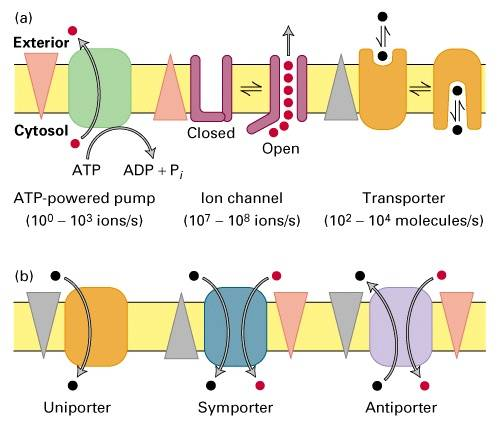 (a)
Exterior
Cytosol
Closed
Open
ATP
ADP + Pi
ATP-powered pump
(10⁰ – 10³ ions/s)
Ion channel
(10⁷ – 10⁸ ions/s)
Transporter
(10² – 10⁴ molecules/s)
(b)
Uniporter
Symporter
Antiporter